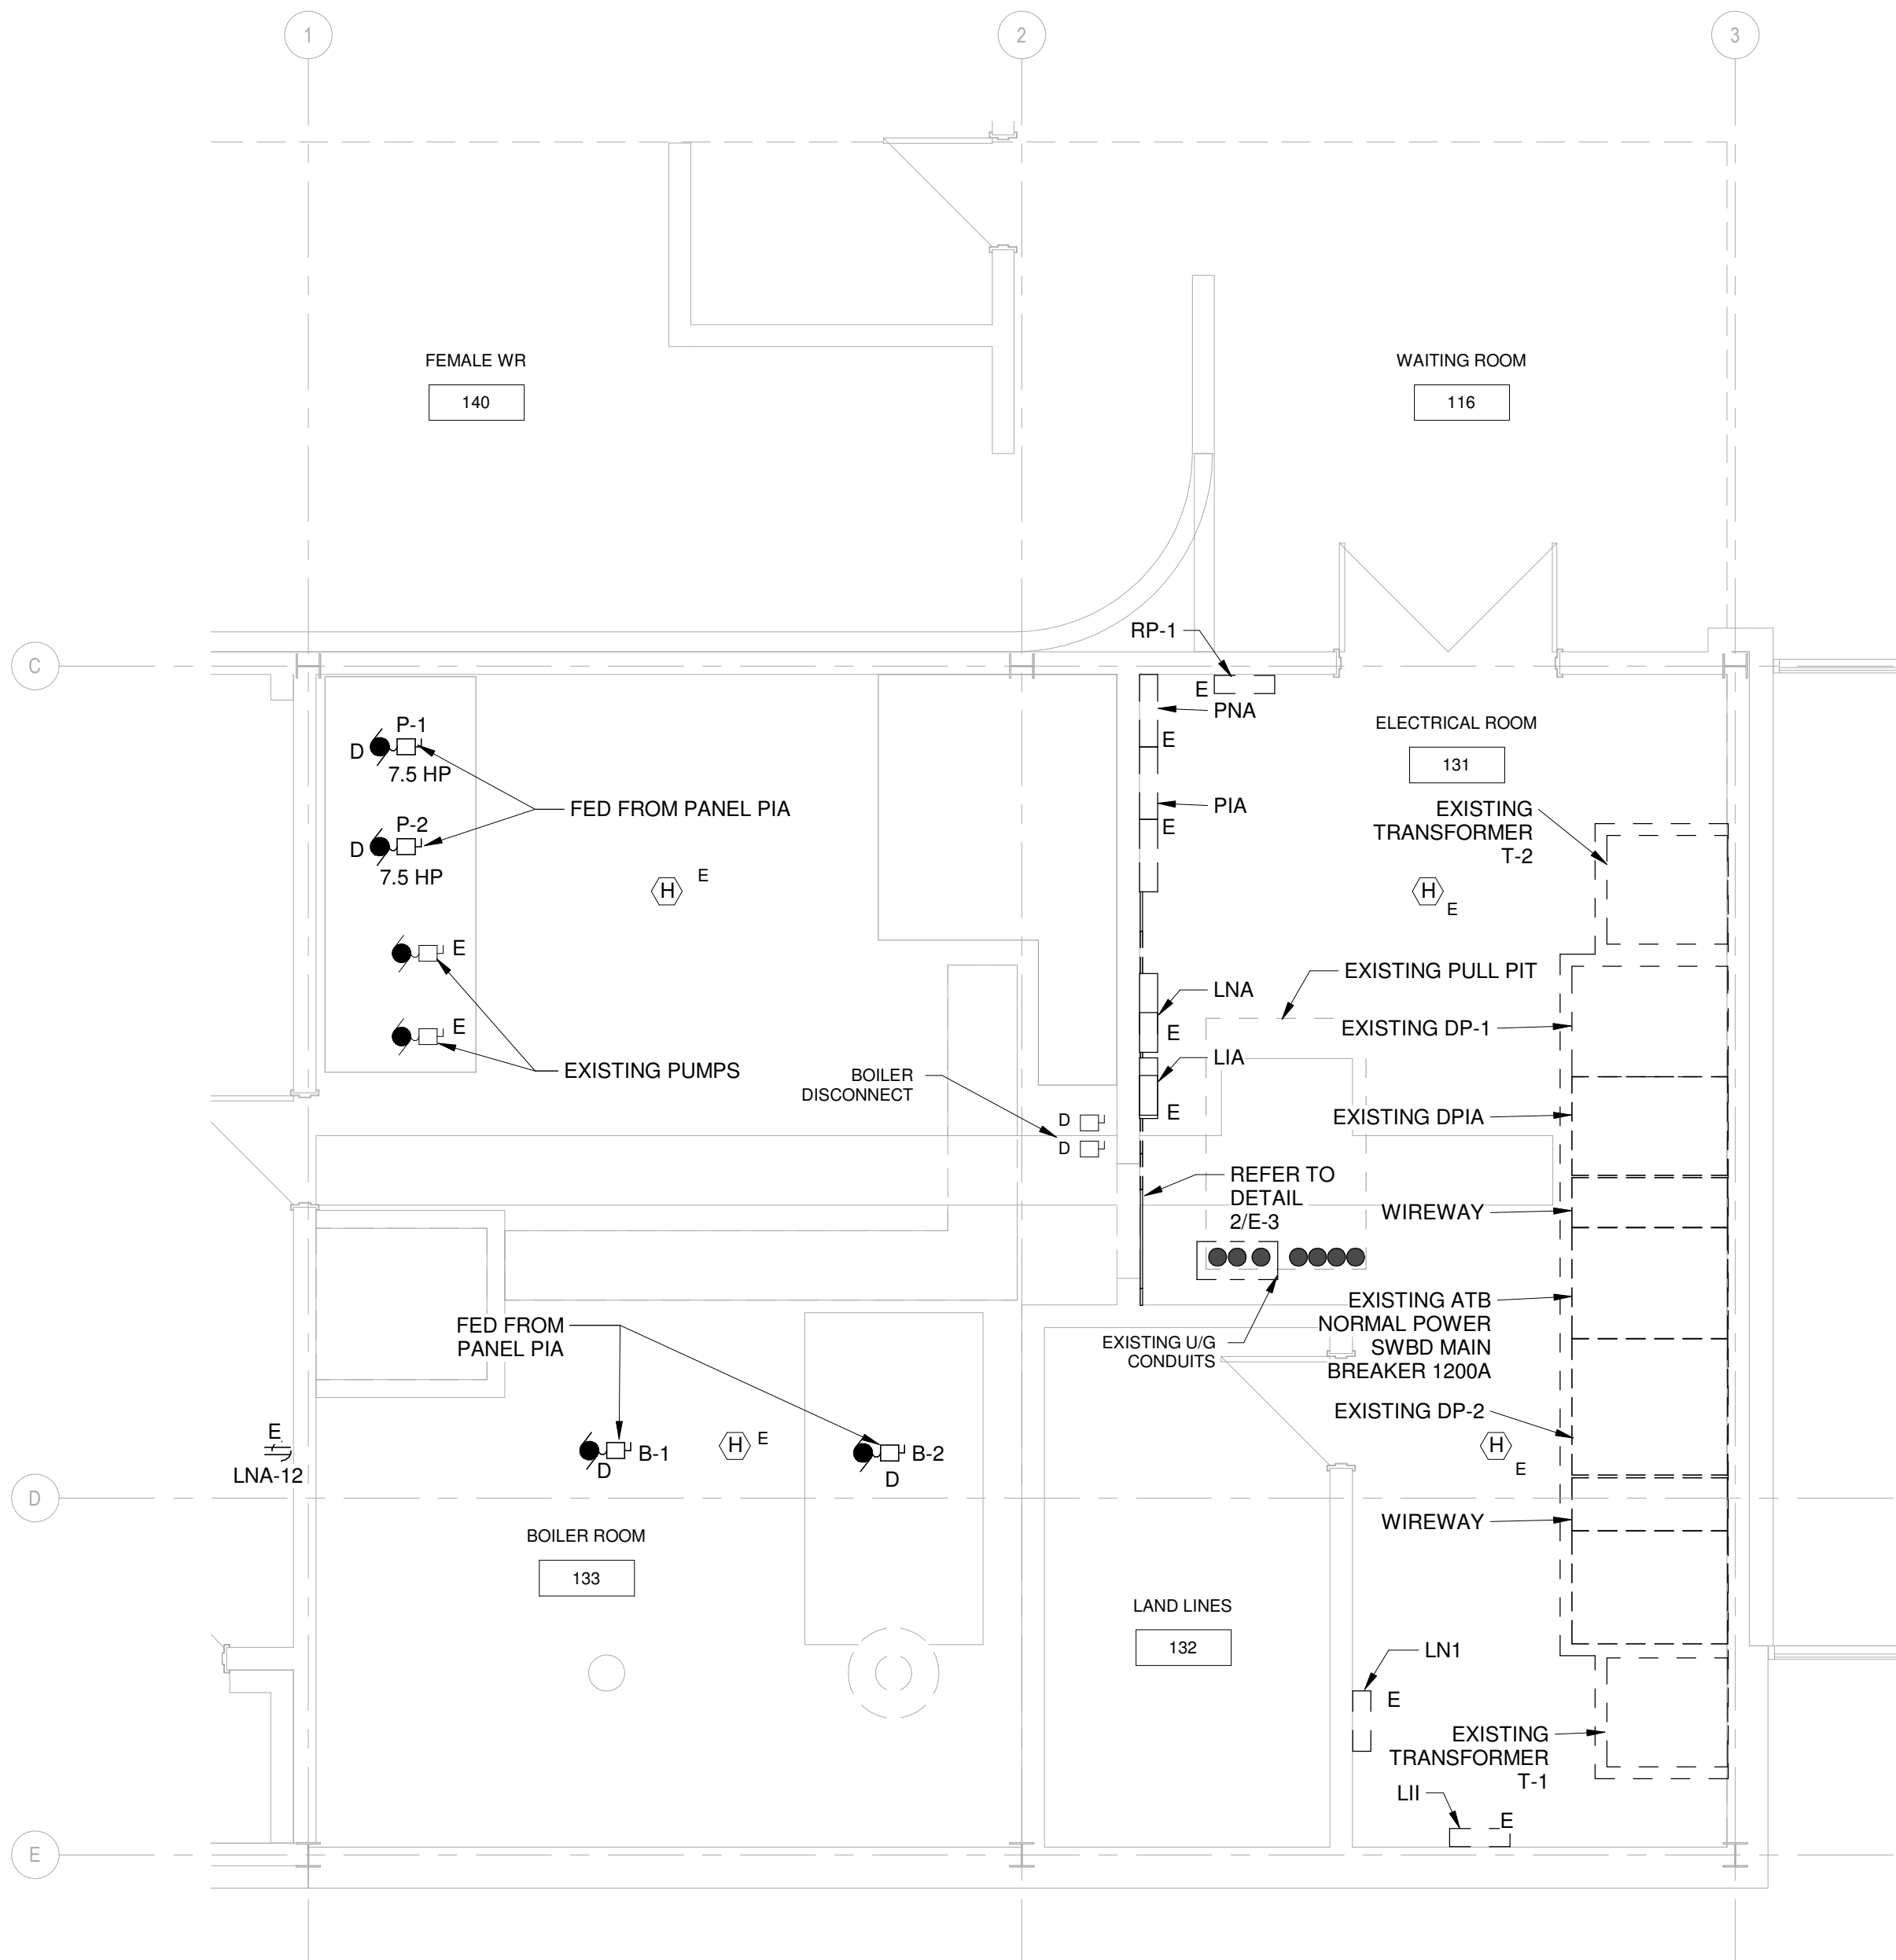 1
2
3
FEMALE WR
140
WAITING ROOM
116
RP-1
C
E
PNA
P-1
D
7.5 HP
E
ELECTRICAL ROOM
131
FED FROM PANEL PIA
PIA
EXISTING
TRANSFORMER
T-2
P-2
D
7.5 HP
E
H
E
H
E
E
EXISTING PULL PIT
LNA
EXISTING DP-1
E
E
EXISTING PUMPS
LIA
BOILER
DISCONNECT
E
D
D
EXISTING DPIA
REFER TO
DETAIL
2/E-3
WIREWAY
EXISTING ATB
NORMAL POWER
SWBD MAIN
BREAKER 1200A
FED FROM
PANEL PIA
EXISTING U/G
CONDUITS
EXISTING DP-2
E
LNA-12
B-1
D
H
E
B-2
D
H
E
D
WIREWAY
BOILER ROOM
133
LAND LINES
132
LN1
E
EXISTING
TRANSFORMER
T-1
LII
E
E